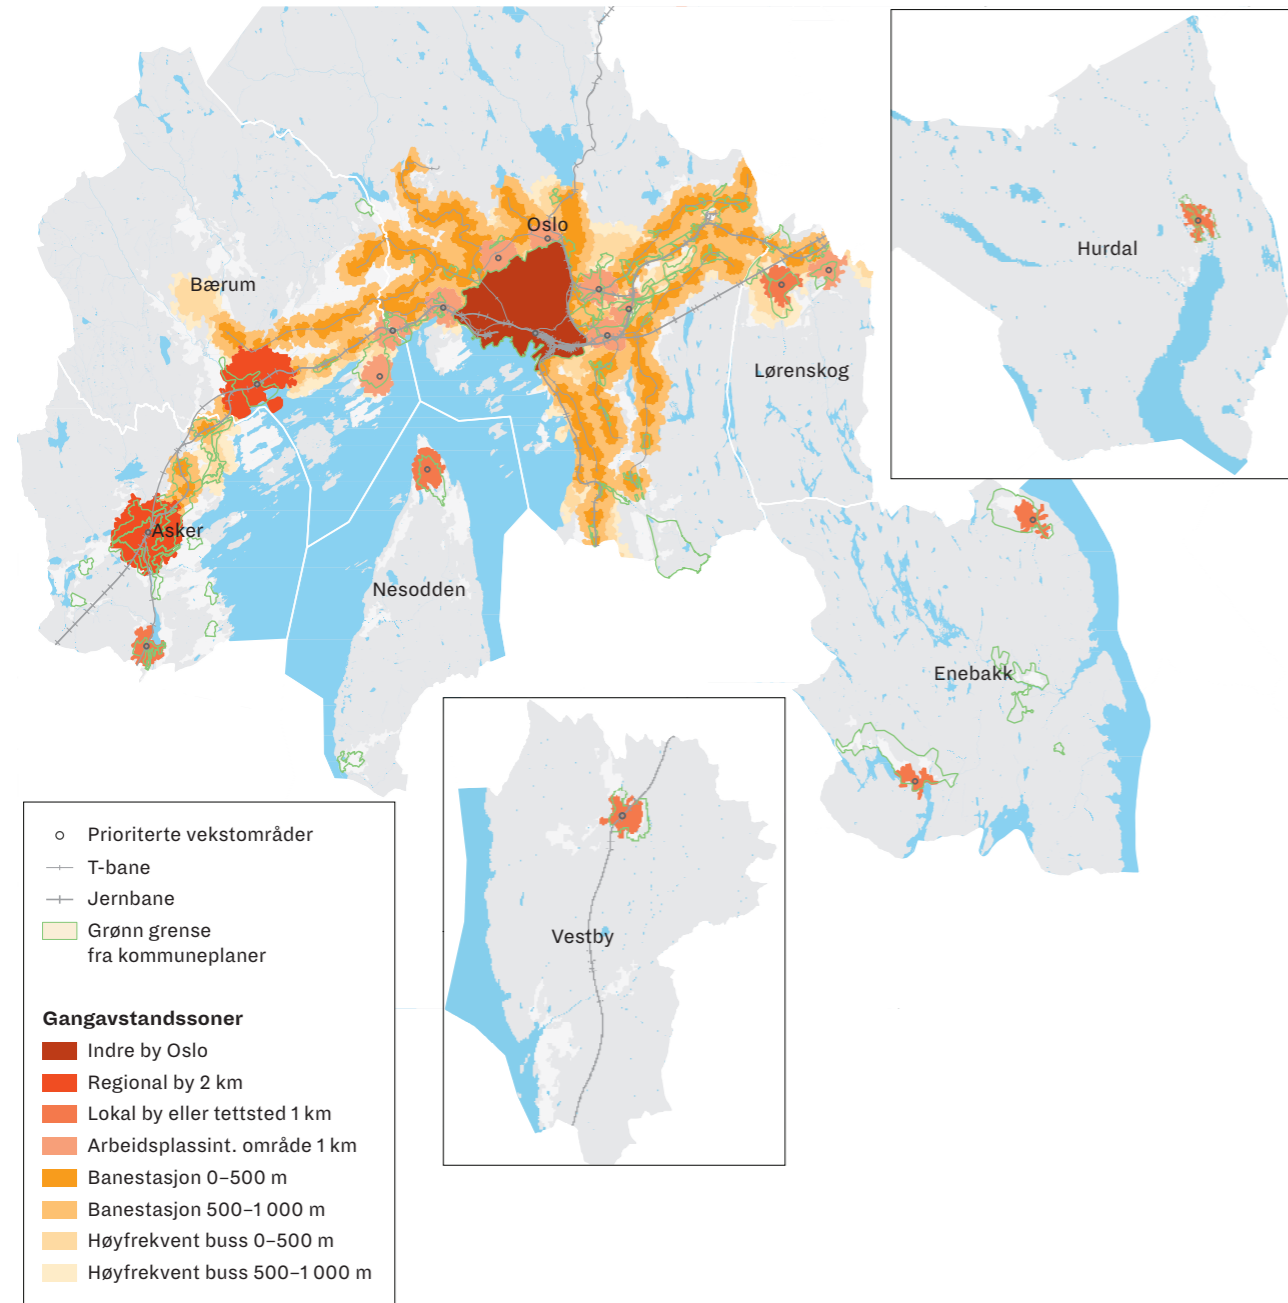 Oslo
Hurdal
Bærum
Lørenskog
Asker
Nesodden
Enebakk
Vestby
Prioriterte vekstområder
T-bane
Jernbane
Grønn grense
fra kommuneplaner
Gangavstandssoner
Indre by Oslo
Regional by 2 km
Lokal by eller tettsted 1 km
Arbeidsplassint. område 1 km
Banestasjon 0–500 m
Banestasjon 500–1 000 m
Høyfrekvent buss 0–500 m
Høyfrekvent buss 500–1 000 m